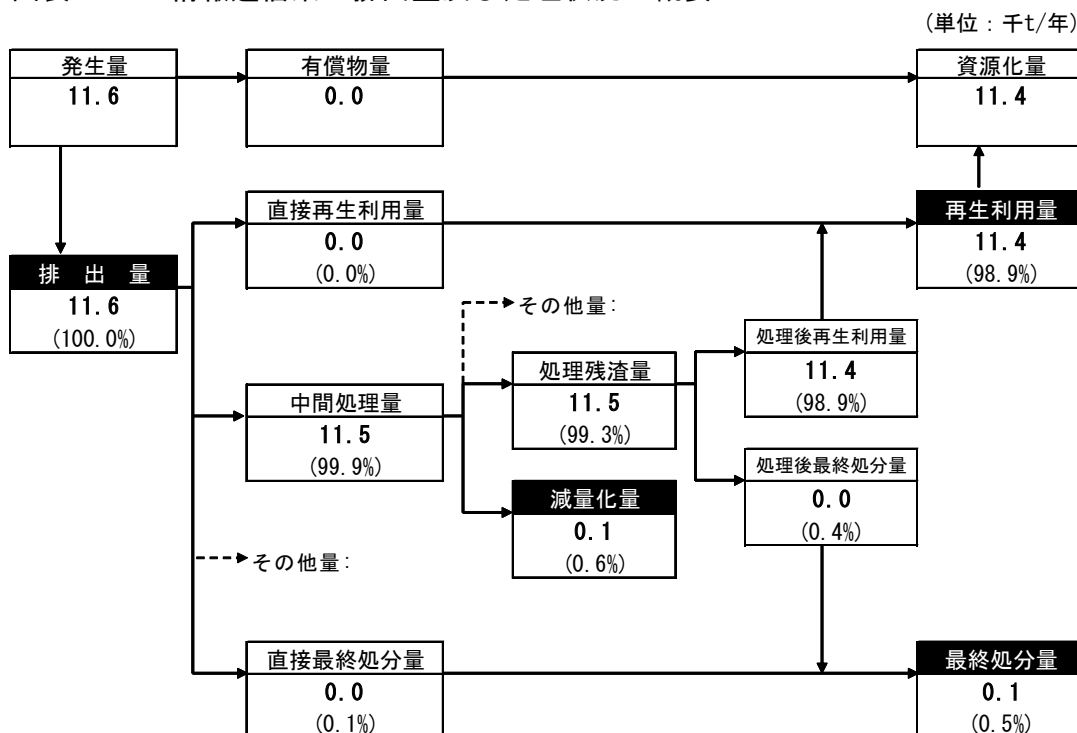 (単位：千t/年)
発生量
11.6
有償物量
0.0
資源化量
11.4
直接再生利用量
0.0
(0.0%)
再生利用量
11.4
(98.9%)
排 出 量
11.6
(100.0%)
その他量:
処理残渣量
11.5
(99.3%)
処理後再生利用量
11.4
(98.9%)
中間処理量
11.5
(99.9%)
減量化量
0.1
(0.6%)
処理後最終処分量
0.0
(0.4%)
その他量:
直接最終処分量
0.0
(0.1%)
最終処分量
0.1
(0.5%)